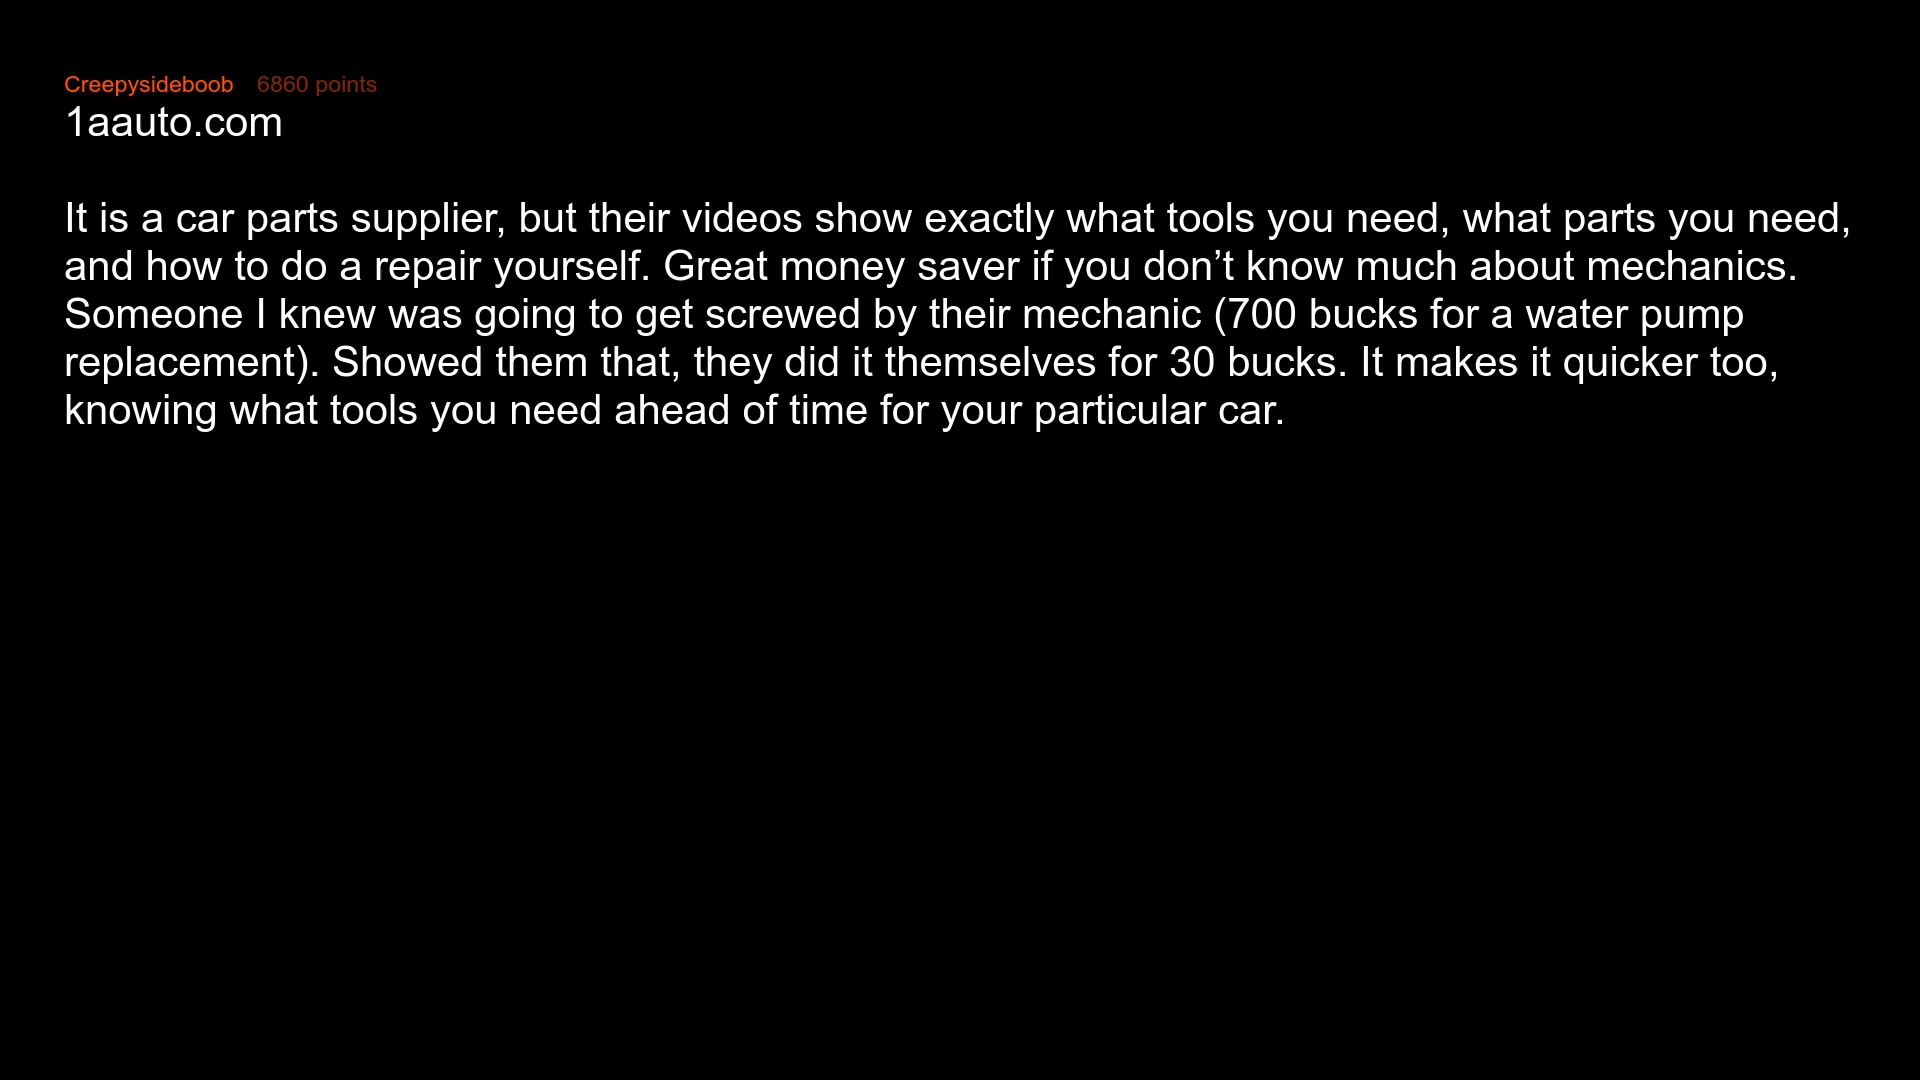 Creepysideboob 6860 points
1aauto.com
It is a car parts supplier, but their videos show exactly what tools you need, what parts you need,
and how to do a repair yourself. Great money saver if you don’t know much about mechanics.
Someone I knew was going to get screwed by their mechanic (700 bucks for a water pump
replacement). Showed them that, they did it themselves for 30 bucks. It makes it quicker too,
knowing what tools you need ahead of time for your particular car.